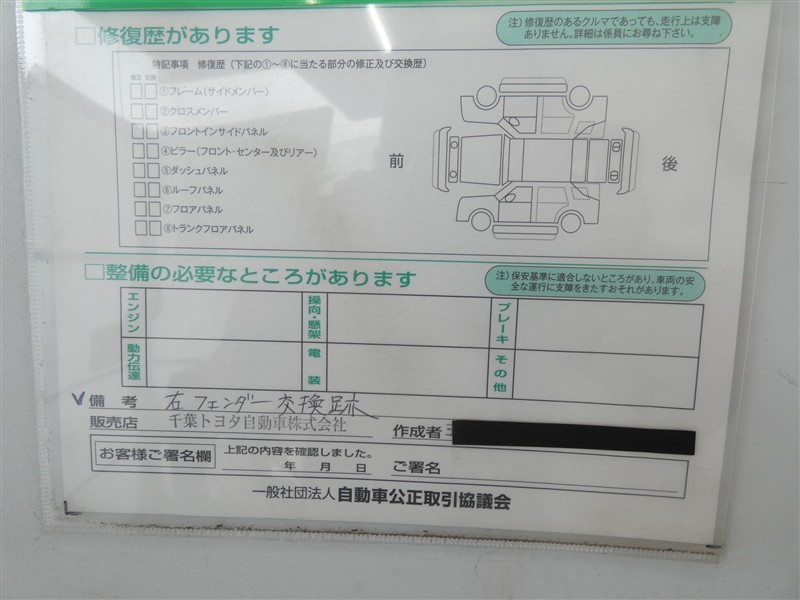 □修復歴があります
注）修復歴のあるクルマであっても、走行上は支障
ありません。詳細は係員にお尋ね下さい。
特記事項 修復歴（下記の①〜⑧に当たる部分の修正及び交換歴）
修正 交換
①フレーム（サイドメンバー）
②クロスメンバー
③フロントインサイドパネル
④ピラー（フロント・センター及びリアー）
⑤ダッシュパネル
⑥ルーフパネル
⑦フロアパネル
⑧トランクフロアパネル
前
後
□整備の必要なところがあります
注）保安基準に適合しないところがあり、車両の安
全な運行に支障をきたすおそれがあります。
エンジン
操向・懸架
ブレーキ
動力伝達
電装
その他
備考 右フェンダー交換跡
販売店 千葉トヨタ自動車株式会社 作成者
お客様ご署名欄
上記の内容を確認しました。
年 月 日 ご署名
一般社団法人 自動車公正取引協議会